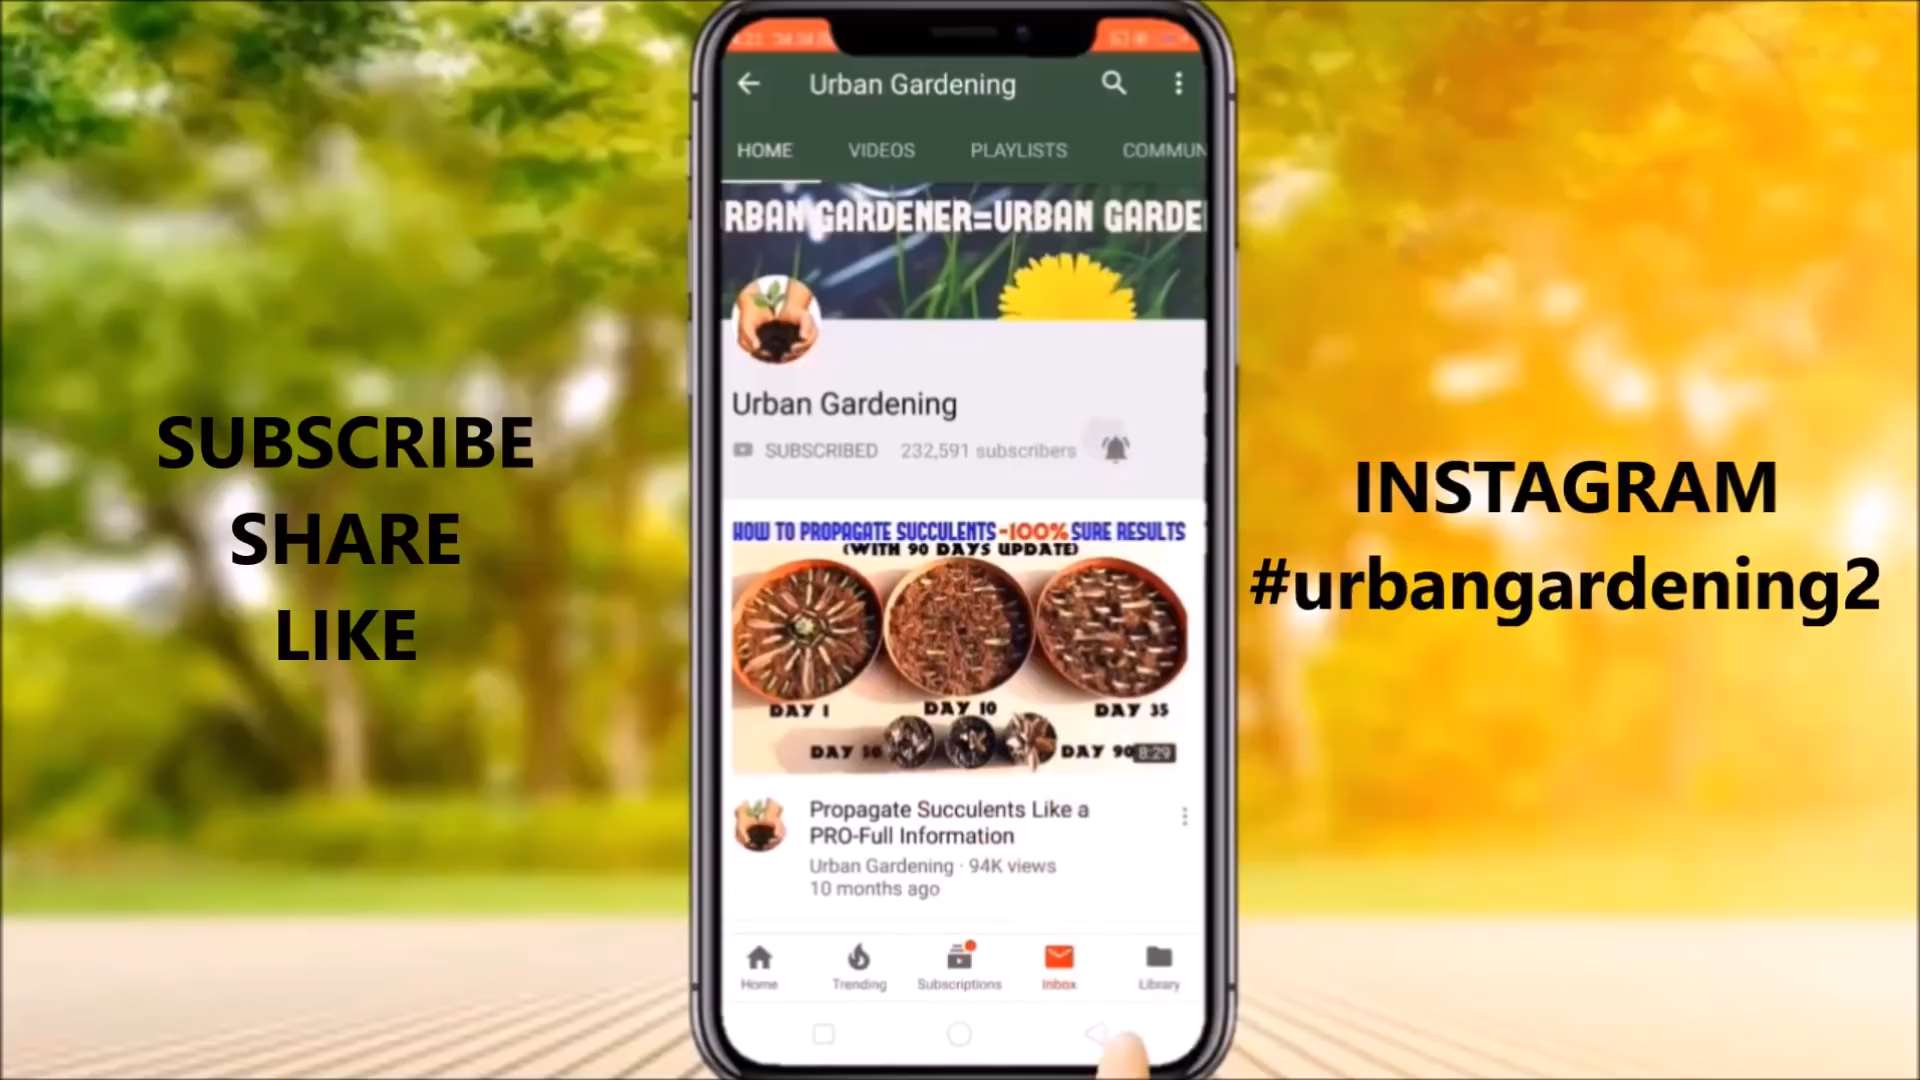 SUBSCRIBE
SHARE
LIKE
Urban Gardening
HOME VIDEOS PLAYLISTS COMMUN
RBAN GARDENER=URBAN GARDE
Urban Gardening
SUBSCRIBED 232,591 subscribers
HOW TO PROPAGATE SUCCULENTS-100% SURE RESULTS
(WITH 90 DAYS UPDATE)
DAY 1 DAY 10 DAY 35
DAY 50 DAY 90 8:29
Propagate Succulents Like a
PRO-Full Information
Urban Gardening · 94K views
10 months ago
Home Trending Subscriptions Inbox Library
INSTAGRAM
#urbangardening2